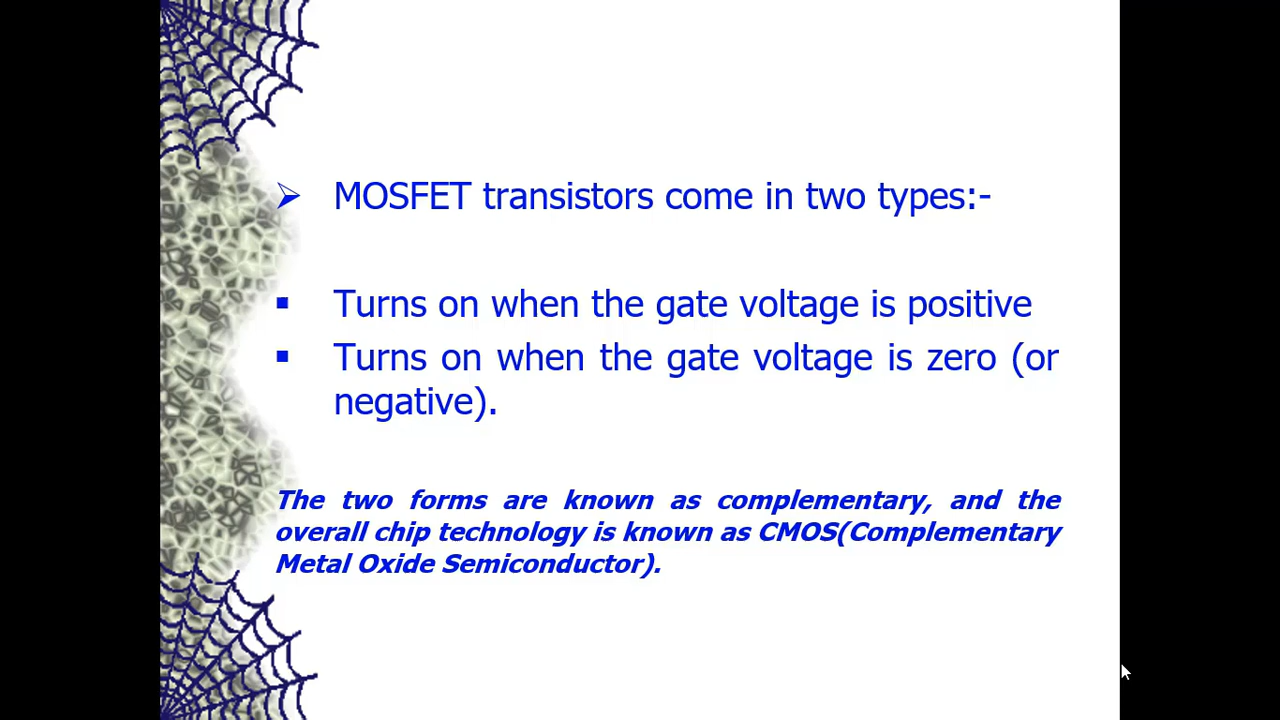 MOSFET transistors come in two types:-
Turns on when the gate voltage is positive
Turns on when the gate voltage is zero (or
negative).
The two forms are known as complementary, and the
overall chip technology is known as CMOS(Complementary
Metal Oxide Semiconductor).